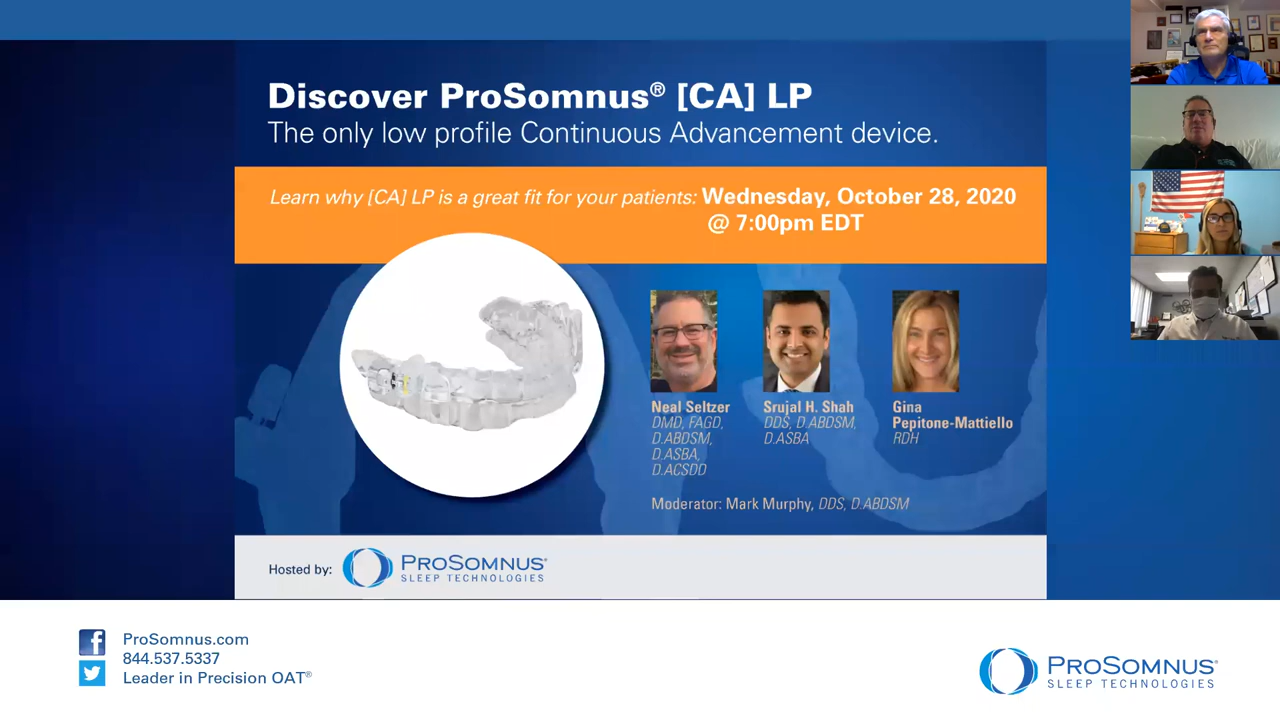 Discover ProSomnus® [CA] LP
The only low profile Continuous Advancement device.
Learn why [CA] LP is a great fit for your patients: Wednesday, October 28, 2020
@ 7:00pm EDT
Neal Seltzer
DMD, FAGD,
D.ABDSM,
D.ASBA,
D.ACSDD
Srujal H. Shah
DDS, D.ABDSM,
D.ASBA
Gina
Pepitone-Mattiello
RDH
Moderator: Mark Murphy, DDS, D.ABDSM
Hosted by:
PROSOMNUS®
SLEEP TECHNOLOGIES
ProSomnus.com
844.537.5337
Leader in Precision OAT®
PROSOMNUS®
SLEEP TECHNOLOGIES